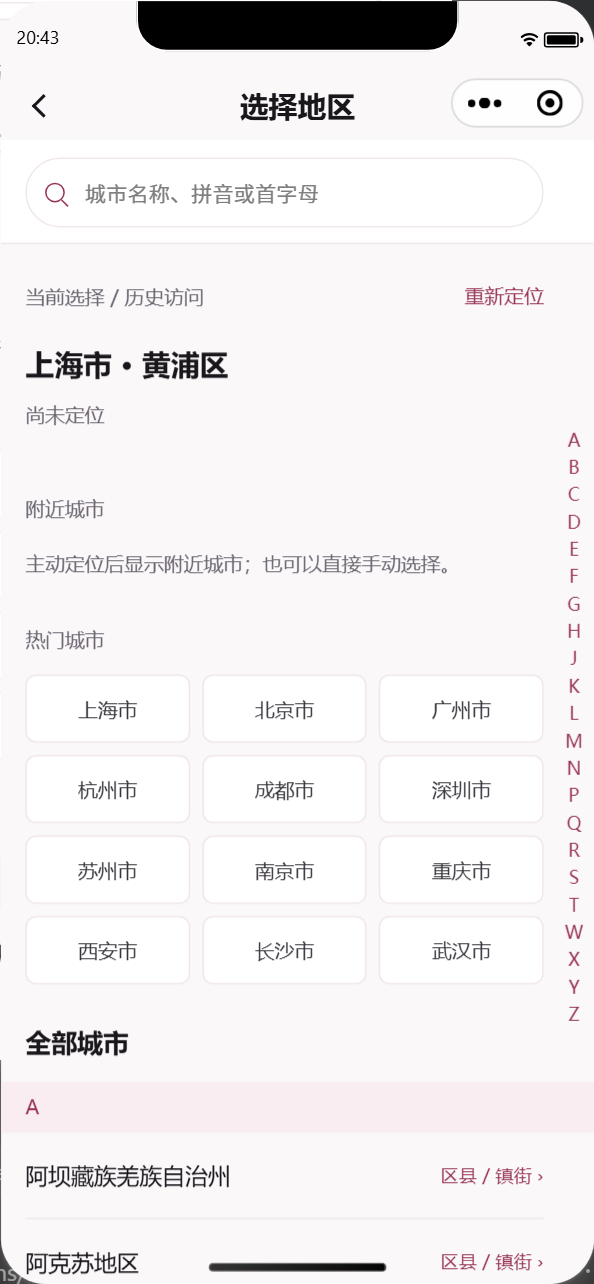 20:43
选择地区
城市名称、拼音或首字母
当前选择 / 历史访问 重新定位
上海市 · 黄浦区
尚未定位
附近城市
主动定位后显示附近城市；也可以直接手动选择。
热门城市
上海市 北京市 广州市
杭州市 成都市 深圳市
苏州市 南京市 重庆市
西安市 长沙市 武汉市
A
B
C
D
E
F
G
H
J
K
L
M
N
P
Q
R
S
T
W
X
Y
Z
全部城市
A
阿坝藏族羌族自治州 区县 / 镇街 ›
阿克苏地区 区县 / 镇街 ›